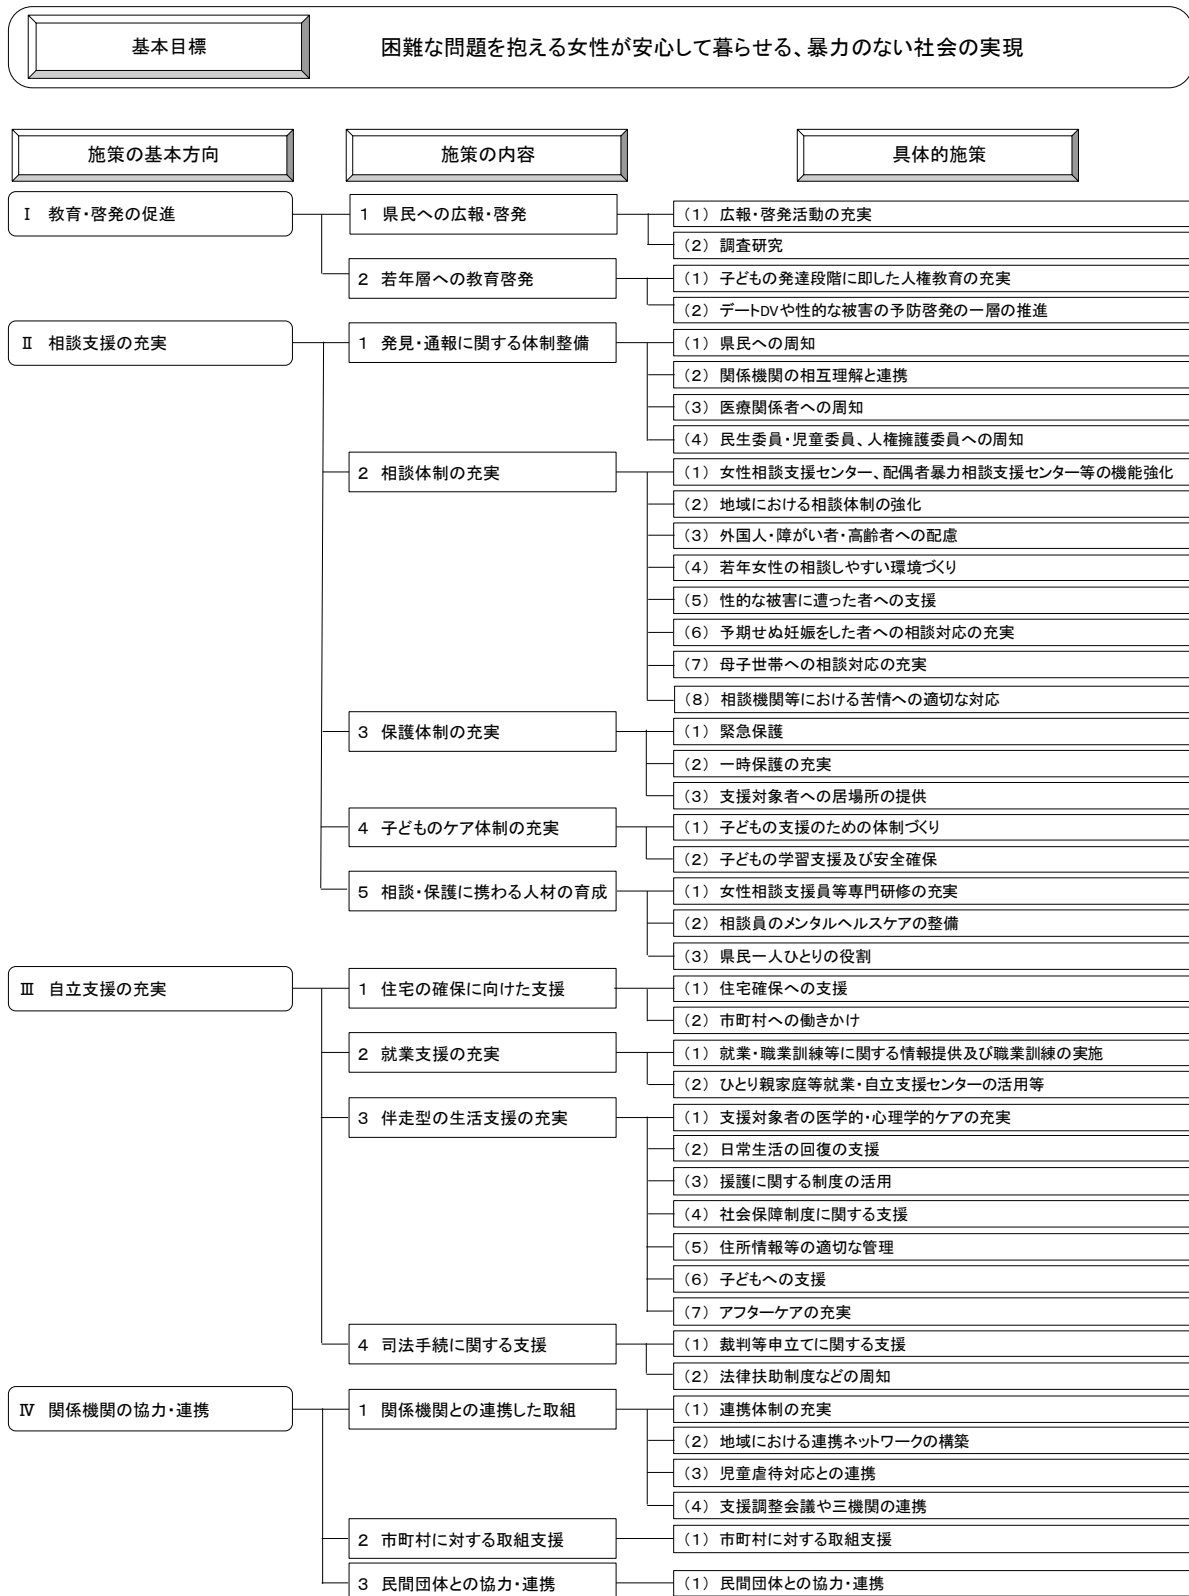 基本目標
困難な問題を抱える女性が安心して暮らせる、暴力のない社会の実現
施策の基本方向
施策の内容
具体的施策
Ⅰ 教育・啓発の促進
1 県民への広報・啓発
(1) 広報・啓発活動の充実
(2) 調査研究
2 若年層への教育啓発
(1) 子どもの発達段階に即した人権教育の充実
(2) デートDVや性的な被害の予防啓発の一層の推進
Ⅱ 相談支援の充実
1 発見・通報に関する体制整備
(1) 県民への周知
(2) 関係機関の相互理解と連携
(3) 医療関係者への周知
(4) 民生委員・児童委員、人権擁護委員への周知
2 相談体制の充実
(1) 女性相談支援センター、配偶者暴力相談支援センター等の機能強化
(2) 地域における相談体制の強化
(3) 外国人・障がい者・高齢者への配慮
(4) 若年女性の相談しやすい環境づくり
(5) 性的な被害に遭った者への支援
(6) 予期せぬ妊娠をした者への相談対応の充実
(7) 母子世帯への相談対応の充実
(8) 相談機関等における苦情への適切な対応
3 保護体制の充実
(1) 緊急保護
(2) 一時保護の充実
(3) 支援対象者への居場所の提供
4 子どものケア体制の充実
(1) 子どもの支援のための体制づくり
(2) 子どもの学習支援及び安全確保
5 相談・保護に携わる人材の育成
(1) 女性相談支援員等専門研修の充実
(2) 相談員のメンタルヘルスケアの整備
(3) 県民一人ひとりの役割
Ⅲ 自立支援の充実
1 住宅の確保に向けた支援
(1) 住宅確保への支援
(2) 市町村への働きかけ
2 就業支援の充実
(1) 就業・職業訓練等に関する情報提供及び職業訓練の実施
(2) ひとり親家庭等就業・自立支援センターの活用等
3 伴走型の生活支援の充実
(1) 支援対象者の医学的・心理学的ケアの充実
(2) 日常生活の回復の支援
(3) 援護に関する制度の活用
(4) 社会保障制度に関する支援
(5) 住所情報等の適切な管理
(6) 子どもへの支援
(7) アフターケアの充実
4 司法手続に関する支援
(1) 裁判等申立てに関する支援
(2) 法律扶助制度などの周知
Ⅳ 関係機関の協力・連携
1 関係機関との連携した取組
(1) 連携体制の充実
(2) 地域における連携ネットワークの構築
(3) 児童虐待対応との連携
(4) 支援調整会議や三機関の連携
2 市町村に対する取組支援
(1) 市町村に対する取組支援
3 民間団体との協力・連携
(1) 民間団体との協力・連携